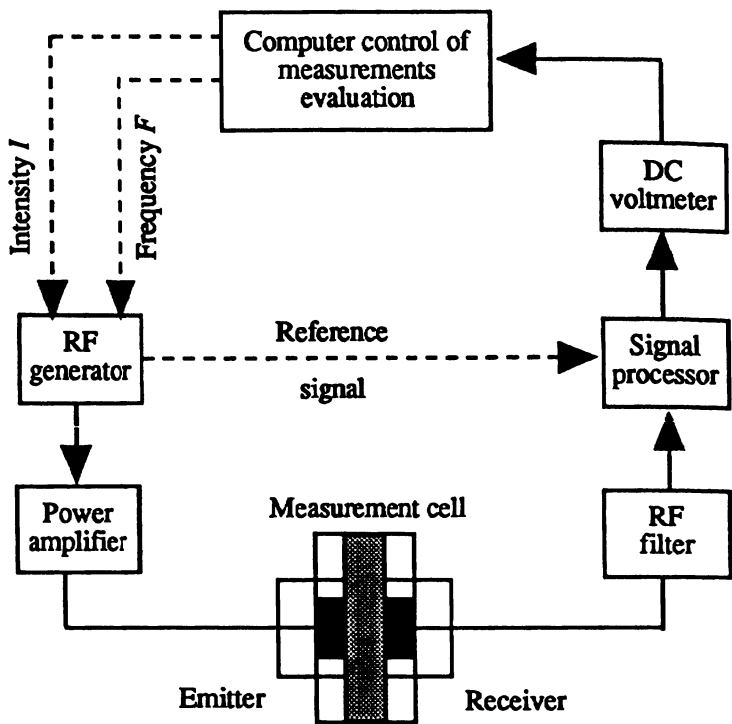 Computer control of
measurements
evaluation
Intensity I
Frequency F
DC
voltmeter
RF
generator
Reference
signal
Signal
processor
Power
amplifier
Measurement cell
RF
filter
Emitter
Receiver